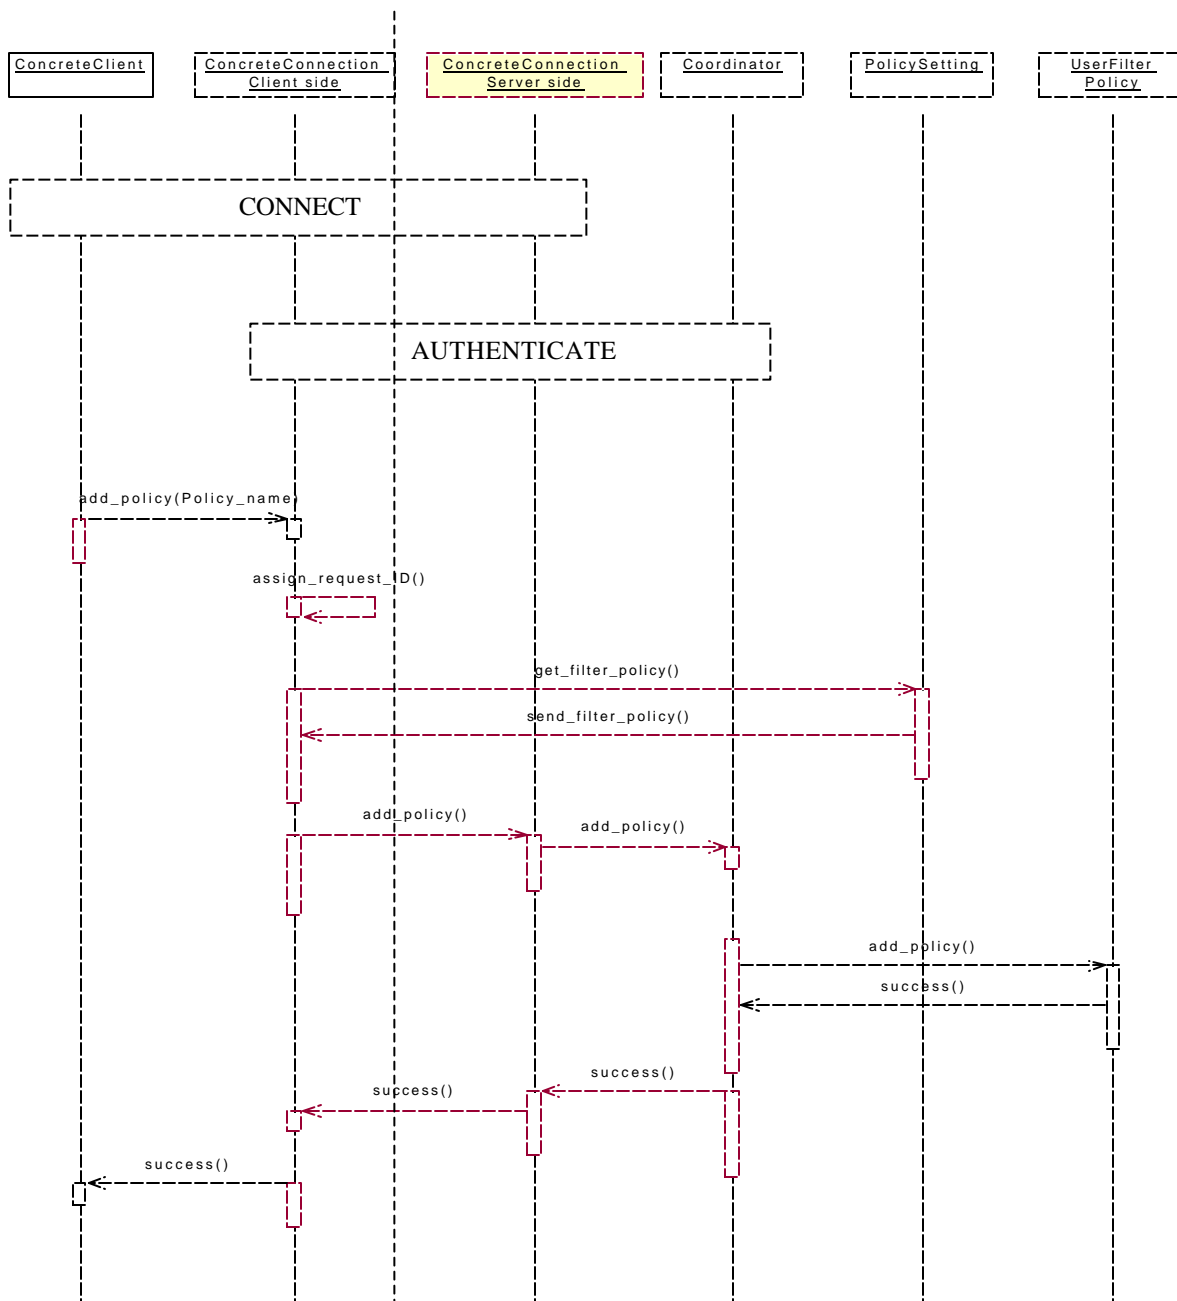 ConcreteClient
ConcreteConnection
Client side
ConcreteConnection
Server side
Coordinator
PolicySetting
UserFilter
Policy
CONNECT
AUTHENTICATE
add_policy(Policy_name)
assign_request_ID()
get_filter_policy()
send_filter_policy()
add_policy()
add_policy()
add_policy()
success()
success()
success()
success()